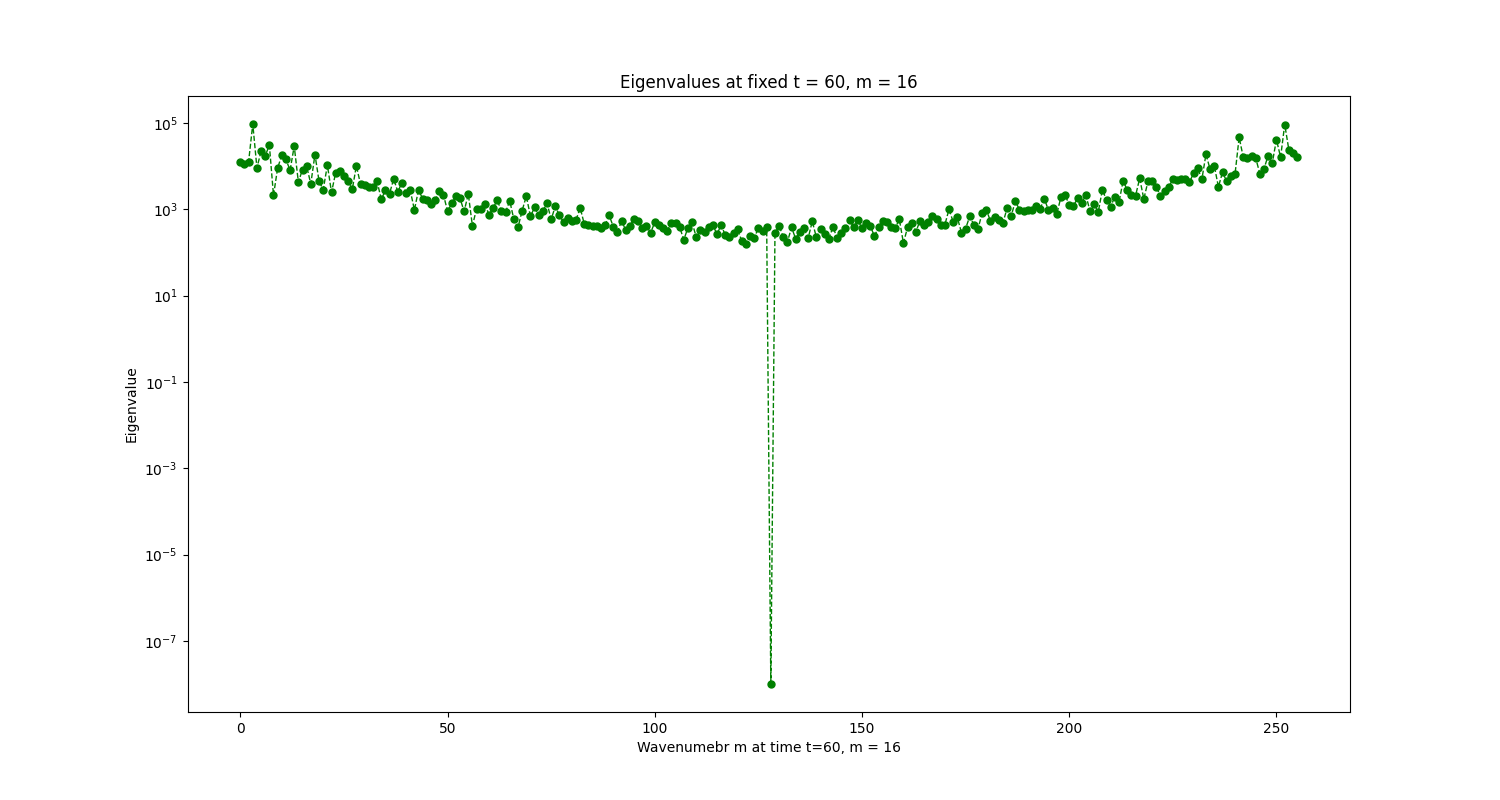 Eigenvalues at fixed t = 60, m = 16
10^5
10^3
10^1
10^-1
10^-3
10^-5
10^-7
Eigenvalue
0 50 100 150 200 250
Wavenumebr m at time t=60, m = 16